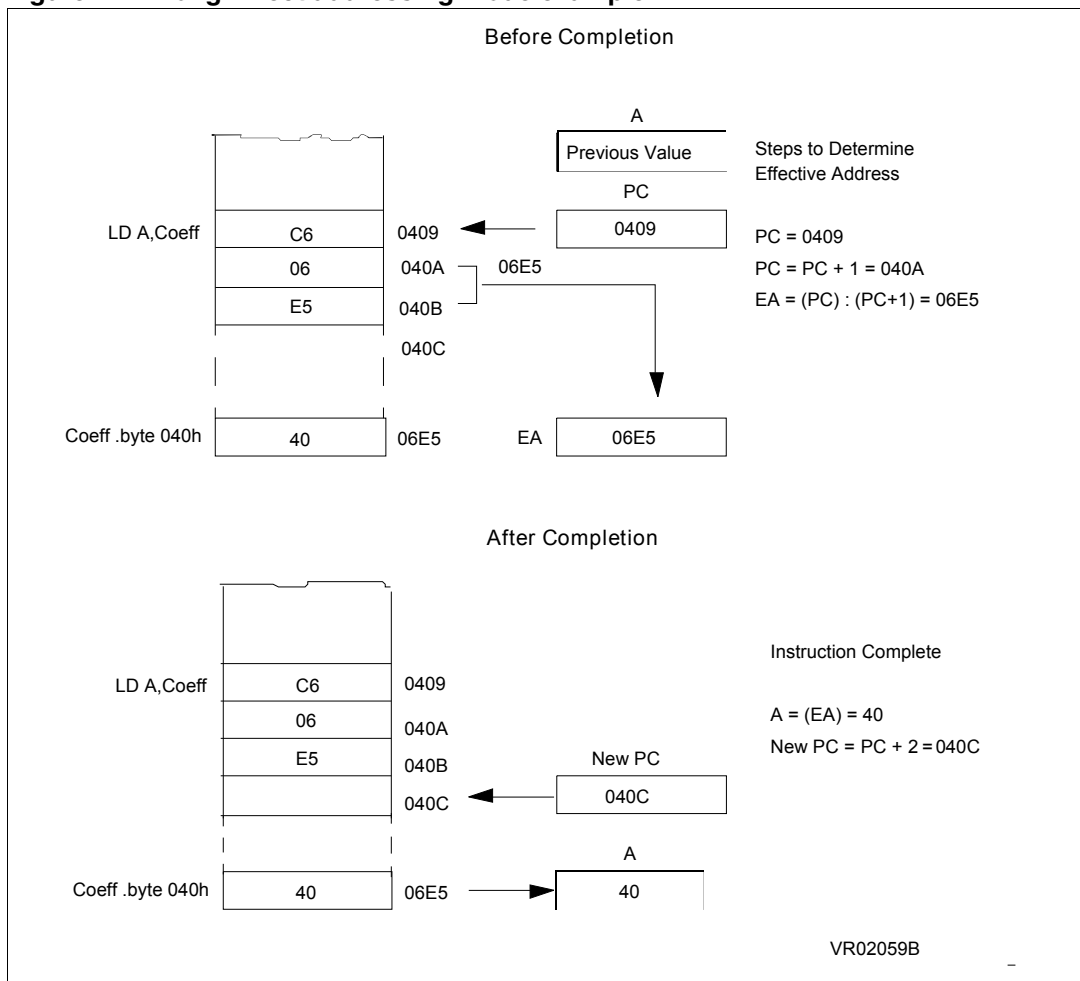 Before Completion
A
Previous Value
Steps to Determine
Effective Address
PC
LD A,Coeff C6 0409 0409
PC = 0409
06 040A 06E5
PC = PC + 1 = 040A
E5 040B
EA = (PC) : (PC+1) = 06E5
040C
Coeff .byte 040h 40 06E5 EA 06E5
After Completion
Instruction Complete
LD A,Coeff C6 0409
06 040A
A = (EA) = 40
E5 040B New PC
New PC = PC + 2 = 040C
040C 040C
A
Coeff .byte 040h 40 06E5 40
VR02059B